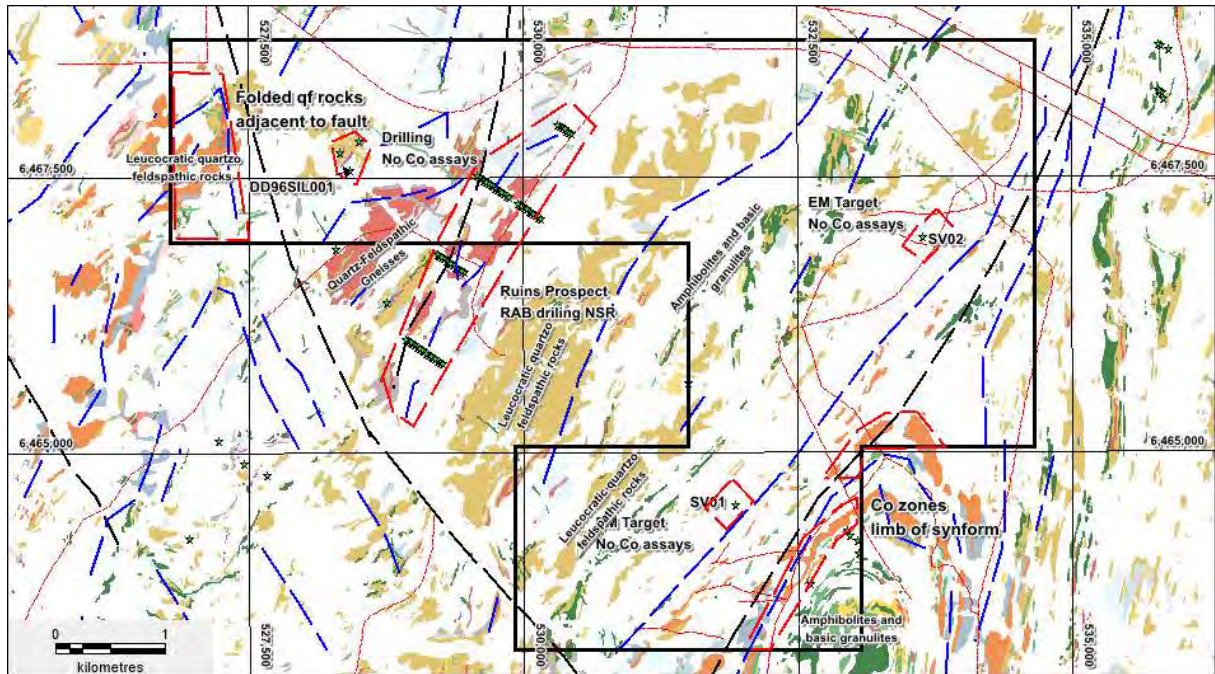 527,500
530,000
532,500
535,000
Folded qf rocks
adjacent to fault
Drilling
No Co assays
Leucocratic quartzo
feldspathic rocks
DD96SIL001
6,467,500
6,467,500
EM Target
No Co assays
SV02
Quartz-Feldspathic
Gneisses
Amphibolites and basic
granulites
Ruins Prospect
RAB driling NSR
Leucocratic quartzo
feldspathic rocks
6,465,000
6,465,000
Leucocratic quartzo
feldspathic rocks
SV01
M Target
No Co assays
Co zones
limb of synform
Amphibolites and
basic granulites
0
1
kilometres
527,500
530,000
532,500
535,000